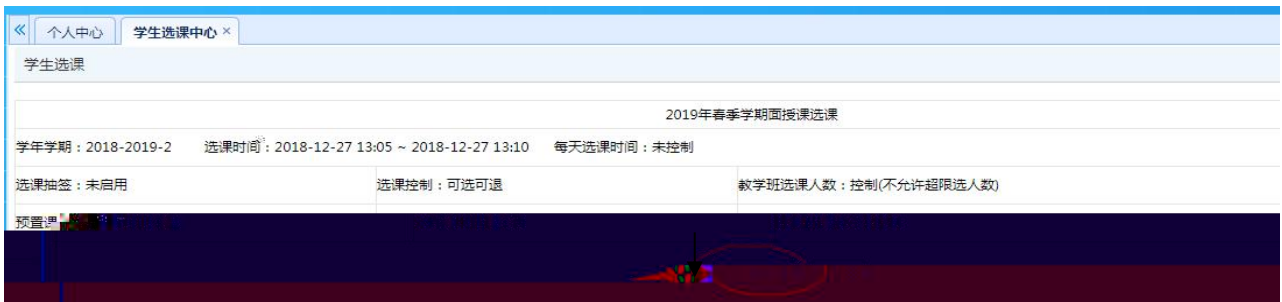 « 个人中心 学生选课中心 ×
学生选课
2019年春季学期面授课选课
学年学期：2018-2019-2 选课时间：2018-12-27 13:05 ~ 2018-12-27 13:10 每天选课时间：未控制
选课抽签：未启用 选课控制：可选可退 教学班选课人数：控制(不允许超限选人数)
预置课